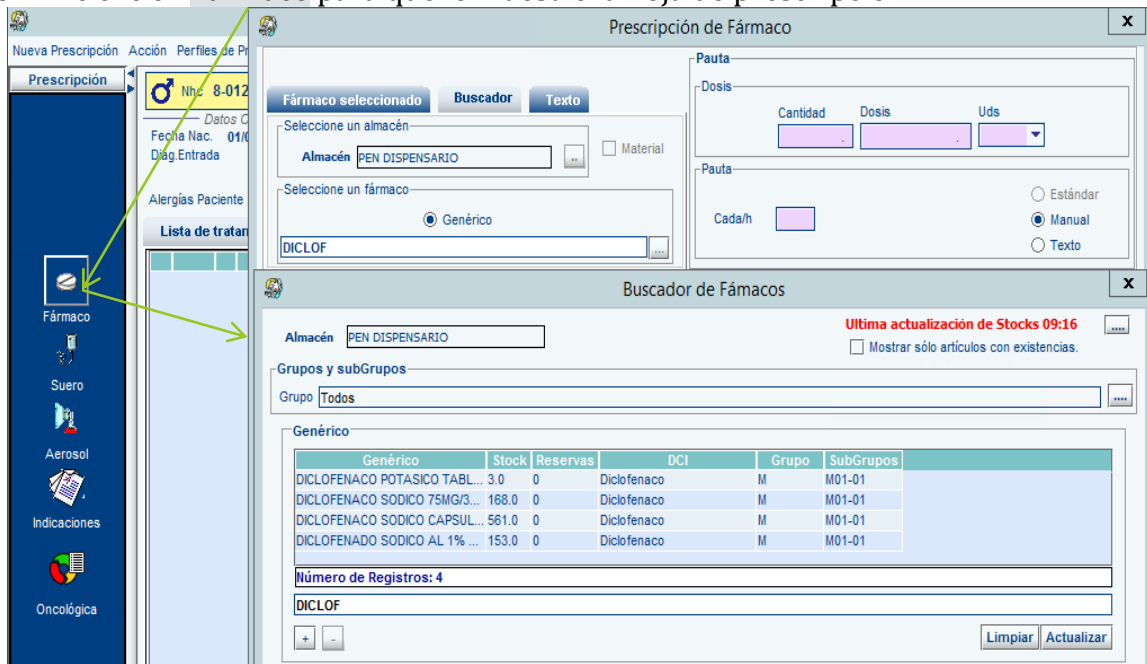 para que
Nueva Prescripción Acción Perfiles de Pr
Prescripción
Nhc 8-012
Datos
Fecha Nac. 01/0
Diag.Entrada
Alergías Paciente
Lista de tratan
Fármaco
Suero
Aerosol
Indicaciones
Oncológica
Prescripción de Fármaco
x
Fármaco seleccionado Buscador Texto
Seleccione un almacén
Almacén PEN DISPENSARIO .. Material
Seleccione un fármaco
Genérico
DICLOF ...
Pauta
Dosis
Cantidad Dosis Uds
. .
Pauta
Cada/h
Estándar
Manual
Texto
Buscador de Fámacos
x
Almacén PEN DISPENSARIO
Ultima actualización de Stocks 09:16 ....
Mostrar sólo artículos con existencias.
Grupos y subGrupos
Grupo Todos ....
Genérico
Genérico Stock Reservas DCI Grupo SubGrupos
DICLOFENACO POTASICO TABL... 3.0 0 Diclofenaco M M01-01
DICLOFENACO SODICO 75MG/3... 168.0 0 Diclofenaco M M01-01
DICLOFENACO SODICO CAPSUL... 561.0 0 Diclofenaco M M01-01
DICLOFENADO SODICO AL 1% ... 153.0 0 Diclofenaco M M01-01
Número de Registros: 4
DICLOF
+ -
Limpiar Actualizar